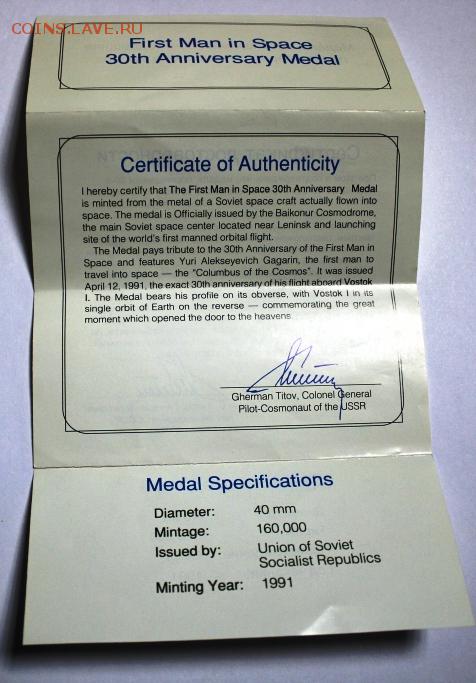 COINS.LAVE.RU
First Man in Space
30th Anniversary Medal
Certificate of Authenticity
I hereby certify that The First Man in Space 30th Anniversary Medal
is minted from the metal of a Soviet space craft actually flown into
space. The medal is Officially issued by the Baikonur Cosmodrome,
the main Soviet space center located near Leninsk and launching
site of the world's first manned orbital flight.
The Medal pays tribute to the 30th Anniversary of the First Man in
Space and features Yuri Alekseyevich Gagarin, the first man to
travel into space — the "Columbus of the Cosmos". It was issued
April 12, 1991, the exact 30th anniversary of his flight aboard Vostok
I. The Medal bears his profile on its obverse, with Vostok I in its
single orbit of Earth on the reverse — commemorating the great
moment which opened the door to the heavens
Gherman Titov, Colonel General
Pilot-Cosmonaut of the USSR
Medal Specifications
Diameter: 40 mm
Mintage: 160,000
Issued by: Union of Soviet
Socialist Republics
Minting Year: 1991